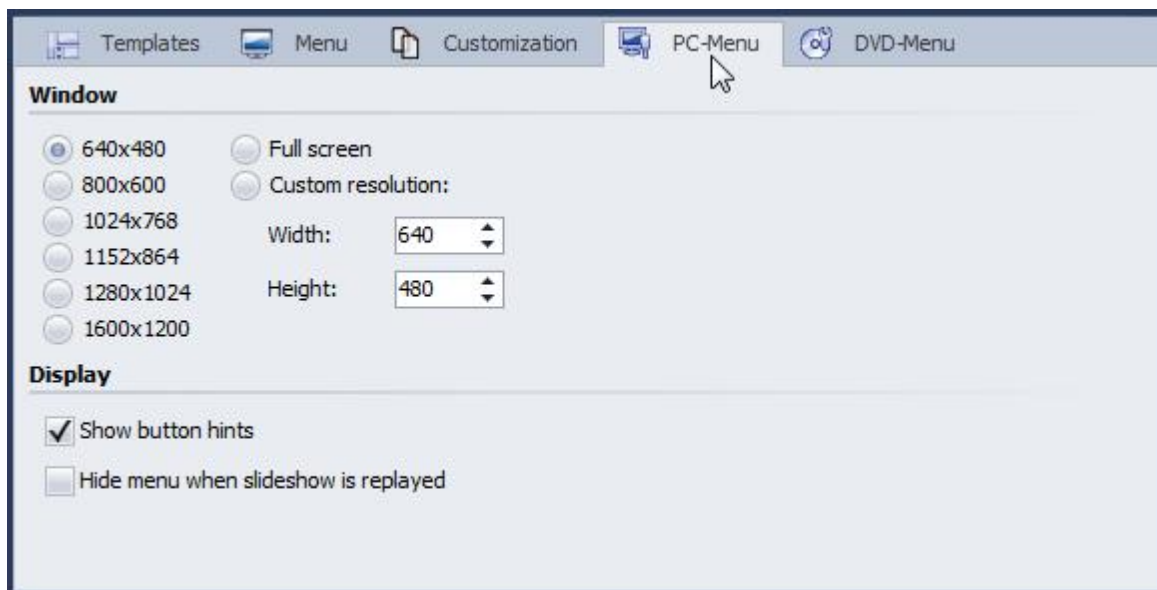 Templates Menu Customization PC-Menu DVD-Menu
Window
640x480 Full screen
800x600 Custom resolution:
1024x768 Width: 640
1152x864
1280x1024 Height: 480
1600x1200
Display
Show button hints
Hide menu when slideshow is replayed